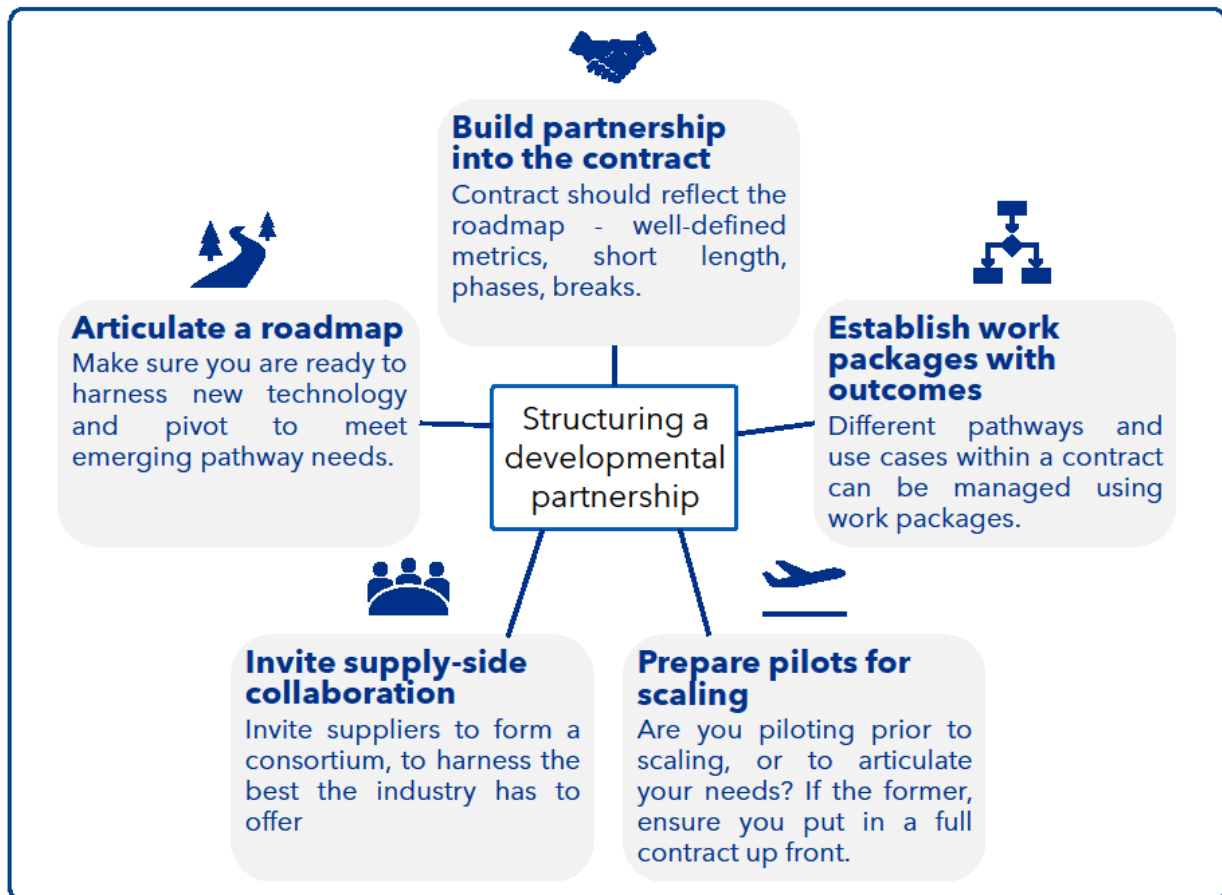 Build partnership
into the contract
Contract should reflect the
roadmap - well-defined
metrics, short length,
phases, breaks.
Articulate a roadmap
Make sure you are ready to
harness new technology
and pivot to meet
emerging pathway needs.
Structuring a
developmental
partnership
Establish work
packages with
outcomes
Different pathways and
use cases within a contract
can be managed using
work packages.
Invite supply-side
collaboration
Invite suppliers to form a
consortium, to harness the
best the industry has to
offer
Prepare pilots for
scaling
Are you piloting prior to
scaling, or to articulate
your needs? If the former,
ensure you put in a full
contract up front.